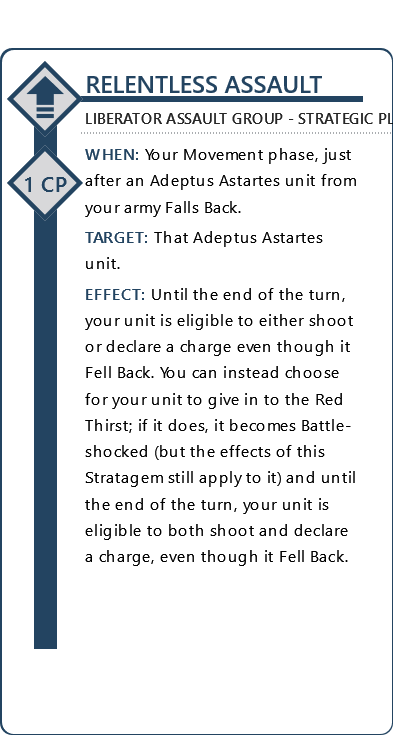 RELENTLESS ASSAULT
LIBERATOR ASSAULT GROUP - STRATEGIC
1 CP
WHEN: Your Movement phase, just
after an Adeptus Astartes unit from
your army Falls Back.
TARGET: That Adeptus Astartes
unit.
EFFECT: Until the end of the turn,
your unit is eligible to either shoot
or declare a charge even though it
Fell Back. You can instead choose
for your unit to give in to the Red
Thirst; if it does, it becomes Battle-
shocked (but the effects of this
Stratagem still apply to it) and until
the end of the turn, your unit is
eligible to both shoot and declare
a charge, even though it Fell Back.